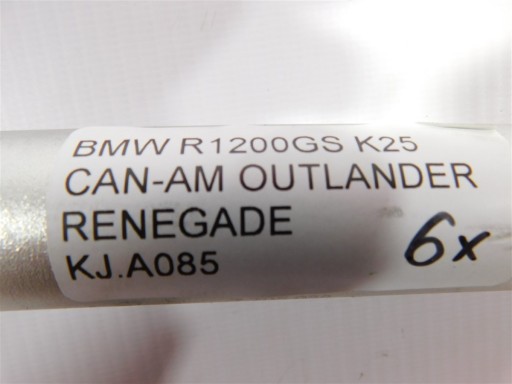 BMW R1200GS K25
CAN-AM OUTLANDER
RENEGADE
KJ.A085
6x